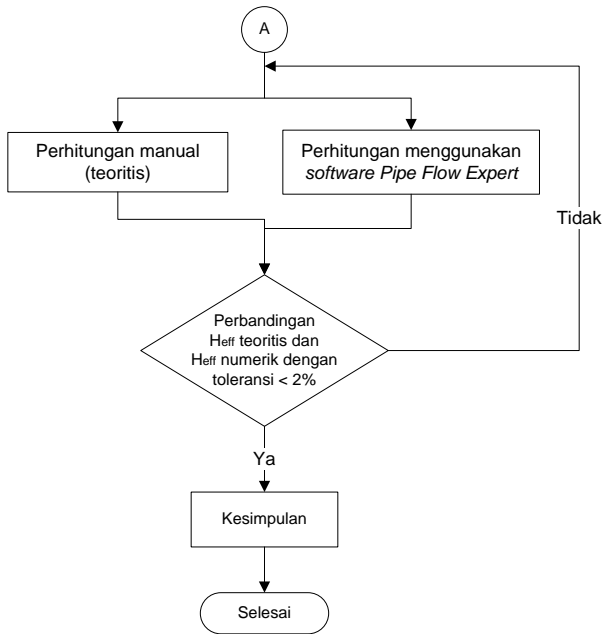 A
Perhitungan manual
(teoritis)
Perhitungan menggunakan
software Pipe Flow Expert
Tidak
Perbandingan
Heff teoritis dan
Heff numerik dengan
toleransi < 2%
Ya
Kesimpulan
Selesai